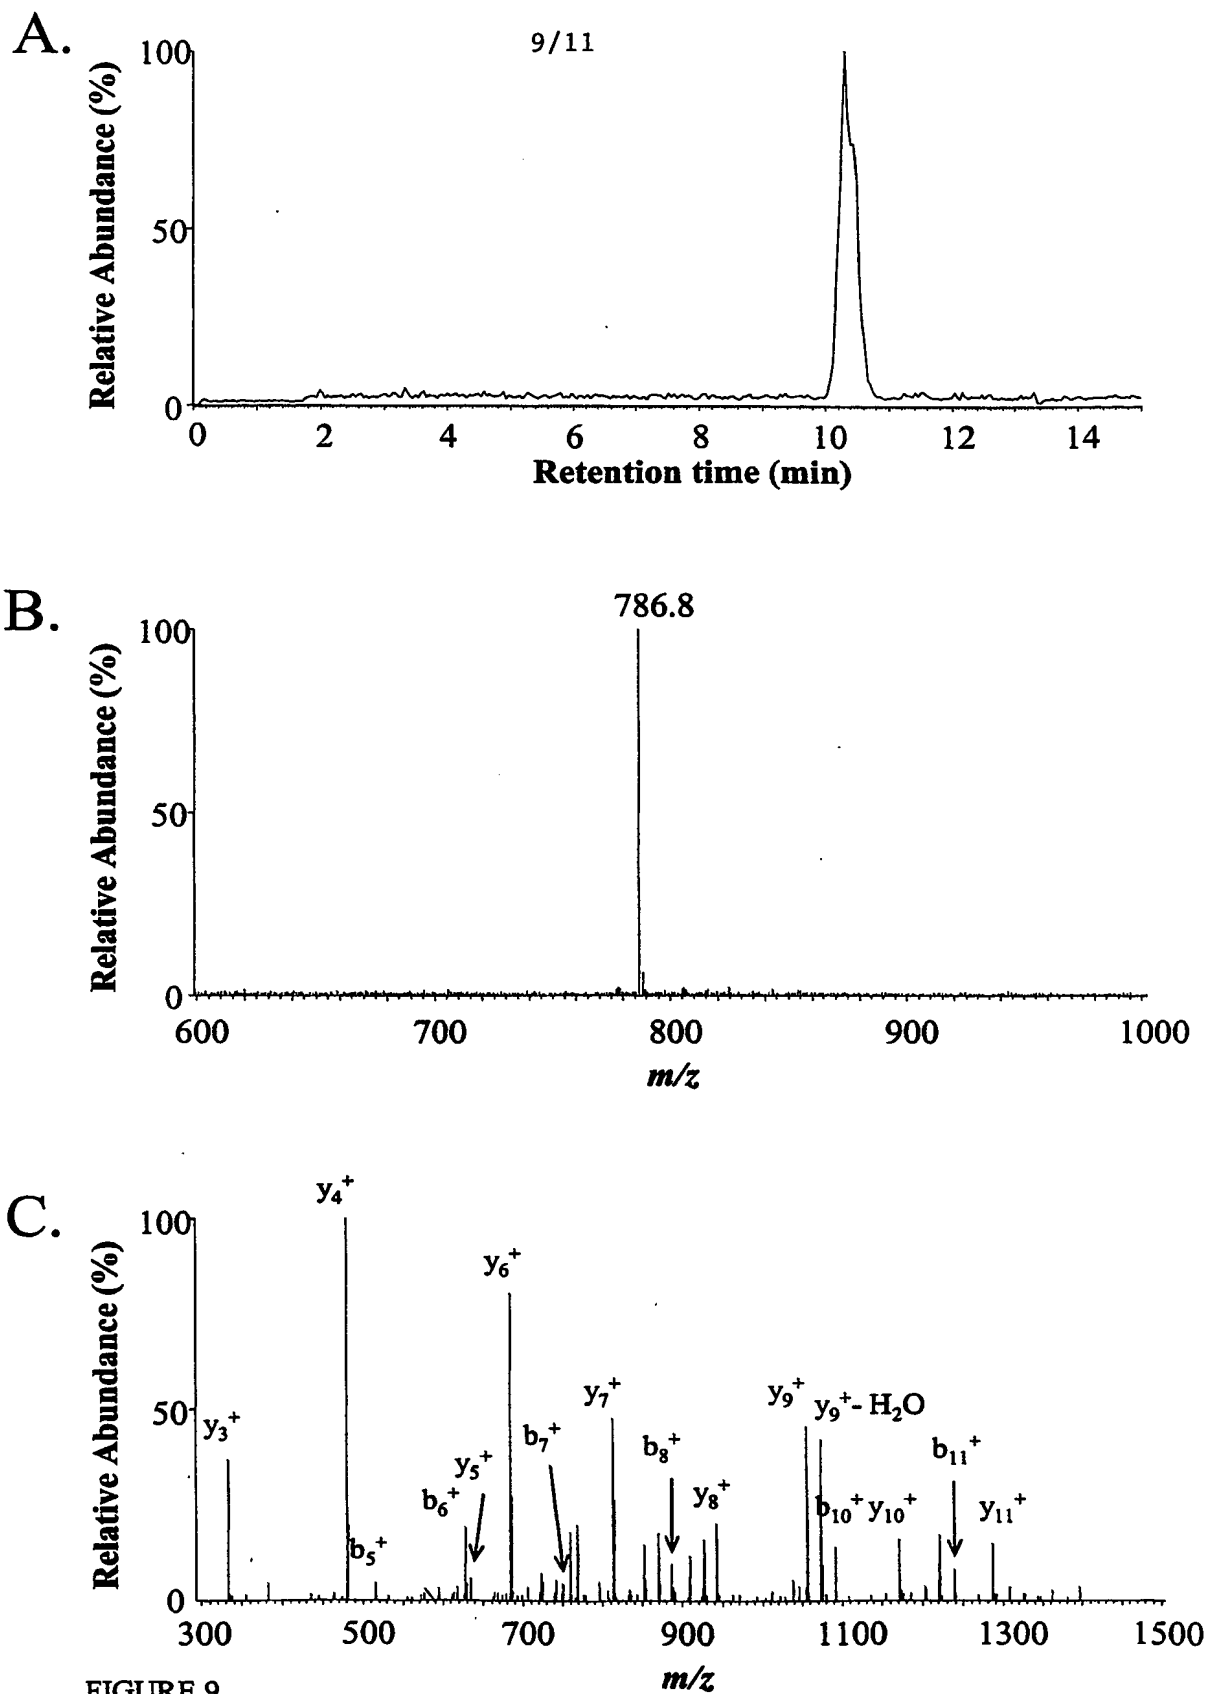 A.
9/11
Relative Abundance (%)
100
50
0
0 2 4 6 8 10 12 14
Retention time (min)
B.
786.8
Relative Abundance (%)
100
50
0
600 700 800 900 1000
m/z
C.
Relative Abundance (%)
100
50
0
y₃⁺
y₄⁺
b₅⁺
b₆⁺
y₅⁺
y₆⁺
b₇⁺
y₇⁺
b₈⁺
y₈⁺
y₉⁺
y₉⁺- H₂O
b₁₀⁺
y₁₀⁺
b₁₁⁺
y₁₁⁺
300 500 700 900 1100 1300 1500
m/z
FIGURE 9